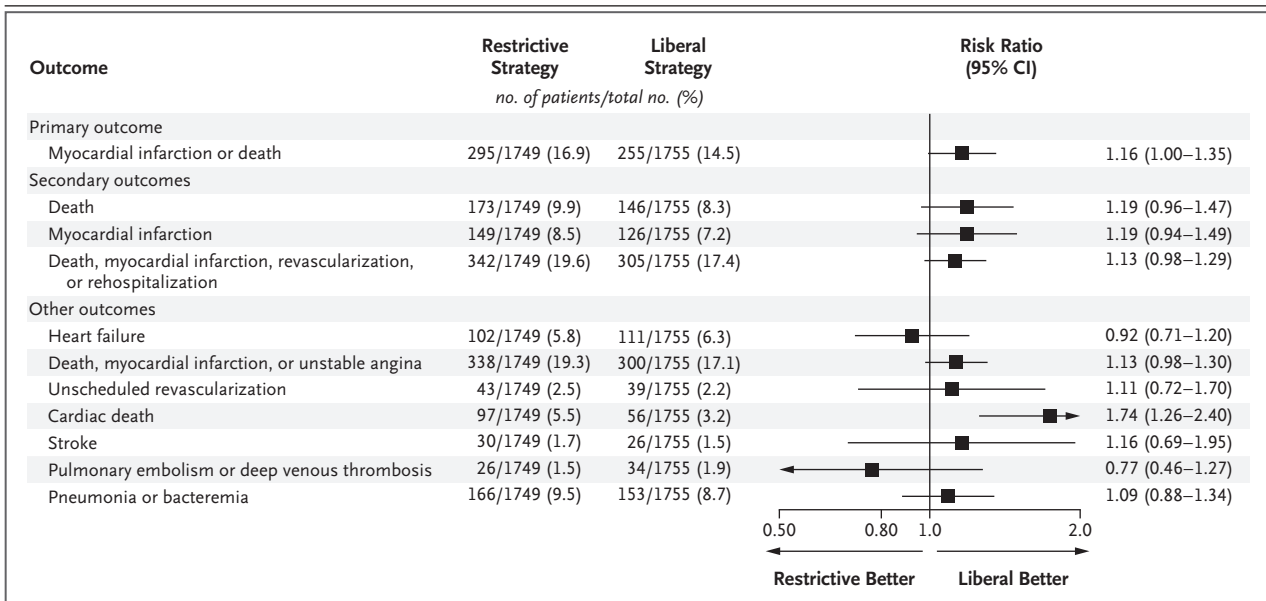 Outcome Restrictive Strategy Liberal Strategy Risk Ratio (95% CI)
no. of patients/total no. (%)
Primary outcome
Myocardial infarction or death 295/1749 (16.9) 255/1755 (14.5) 1.16 (1.00–1.35)
Secondary outcomes
Death 173/1749 (9.9) 146/1755 (8.3) 1.19 (0.96–1.47)
Myocardial infarction 149/1749 (8.5) 126/1755 (7.2) 1.19 (0.94–1.49)
Death, myocardial infarction, revascularization, 342/1749 (19.6) 305/1755 (17.4) 1.13 (0.98–1.29)
or rehospitalization
Other outcomes
Heart failure 102/1749 (5.8) 111/1755 (6.3) 0.92 (0.71–1.20)
Death, myocardial infarction, or unstable angina 338/1749 (19.3) 300/1755 (17.1) 1.13 (0.98–1.30)
Unscheduled revascularization 43/1749 (2.5) 39/1755 (2.2) 1.11 (0.72–1.70)
Cardiac death 97/1749 (5.5) 56/1755 (3.2) 1.74 (1.26–2.40)
Stroke 30/1749 (1.7) 26/1755 (1.5) 1.16 (0.69–1.95)
Pulmonary embolism or deep venous thrombosis 26/1749 (1.5) 34/1755 (1.9) 0.77 (0.46–1.27)
Pneumonia or bacteremia 166/1749 (9.5) 153/1755 (8.7) 1.09 (0.88–1.34)
0.50 0.80 1.0 2.0
Restrictive Better Liberal Better